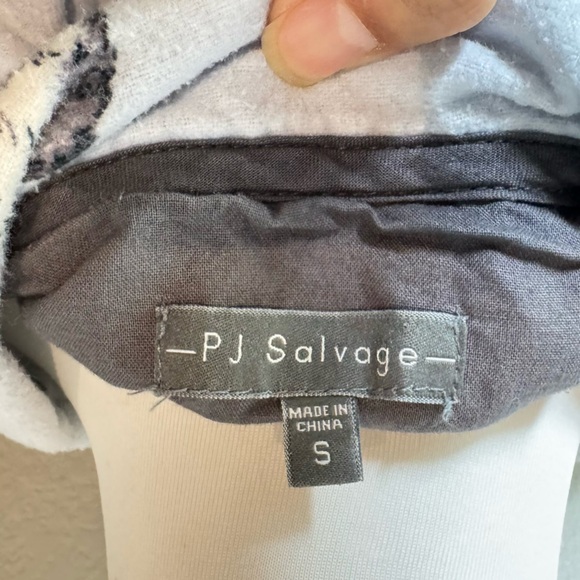 —PJ Salvage—
MADE IN
CHINA
S